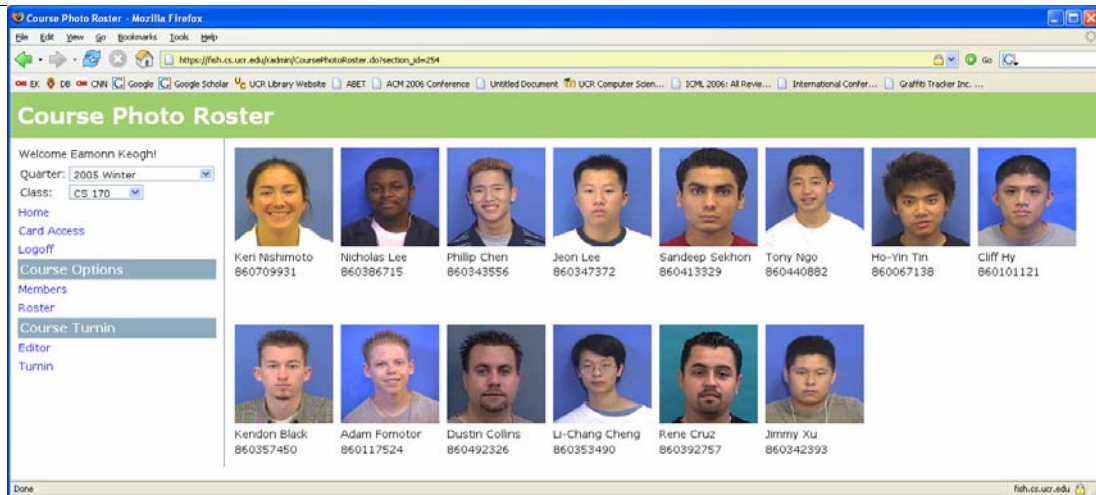 Course Photo Roster - Mozilla Firefox
File Edit View Go Bookmarks Tools Help
https://fish.cs.ucr.edu/radmin/CoursePhotoRoster.do?section_id=254 Go
EK DB CNN Google Google Scholar UCR Library Website ABET ACM 2006 Conference Untitled Document UCR Computer Scien... ICML 2006: All Revie... International Confer... Graffiti Tracker Inc. ...
Course Photo Roster
Welcome Eamonn Keogh!
Quarter: 2005 Winter
Class: CS 170
Home
Card Access
Logoff
Course Options
Members
Roster
Course Turnin
Editor
Turnin
Keri Nishimoto Nicholas Lee Phillip Chen Jeon Lee Sandeep Sekhon Tony Ngo Ho-Yin Tin Cliff Hy
860709931 860386715 860343556 860347372 860413329 860440882 860067138 860101121
Kendon Black Adam Fomotor Dustin Collins Li-Chang Cheng Rene Cruz Jimmy Xu
860357450 860117524 860492326 860353490 860392757 860342393
Done fish.cs.ucr.edu